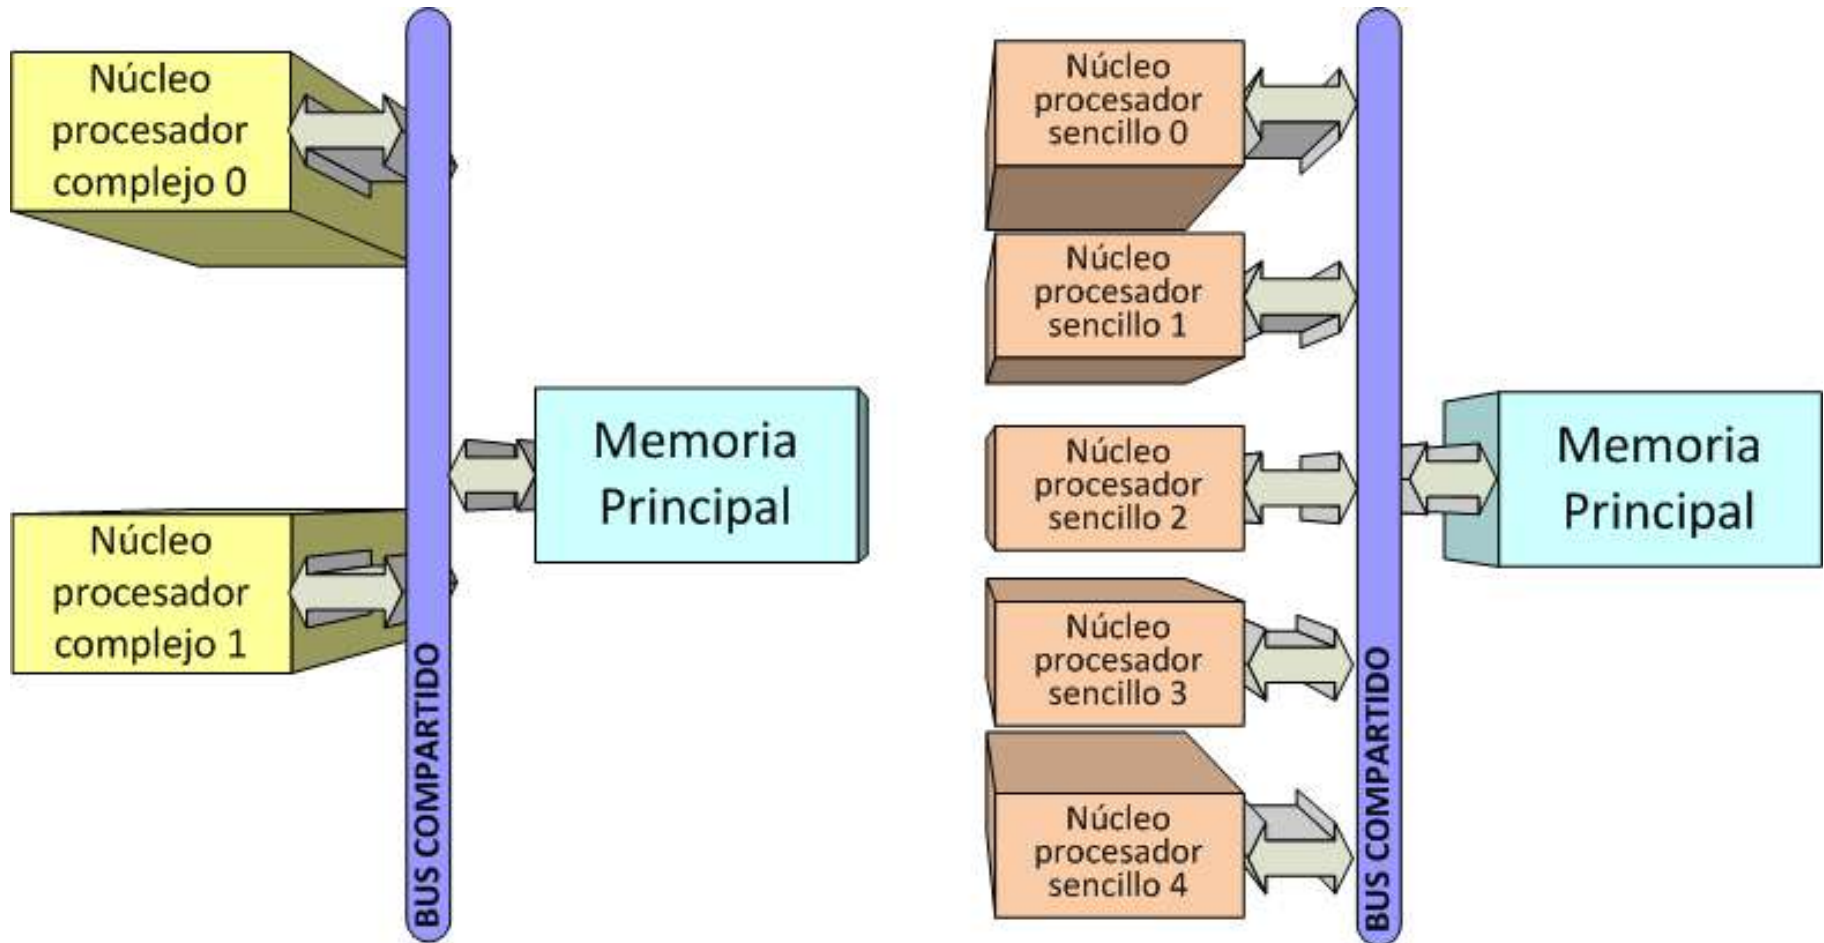 Núcleo
procesador
complejo 0
Núcleo
procesador
complejo 1
BUS COMPARTIDO
Memoria
Principal
Núcleo
procesador
sencillo 0
Núcleo
procesador
sencillo 1
Núcleo
procesador
sencillo 2
Núcleo
procesador
sencillo 3
Núcleo
procesador
sencillo 4
BUS COMPARTIDO
Memoria
Principal